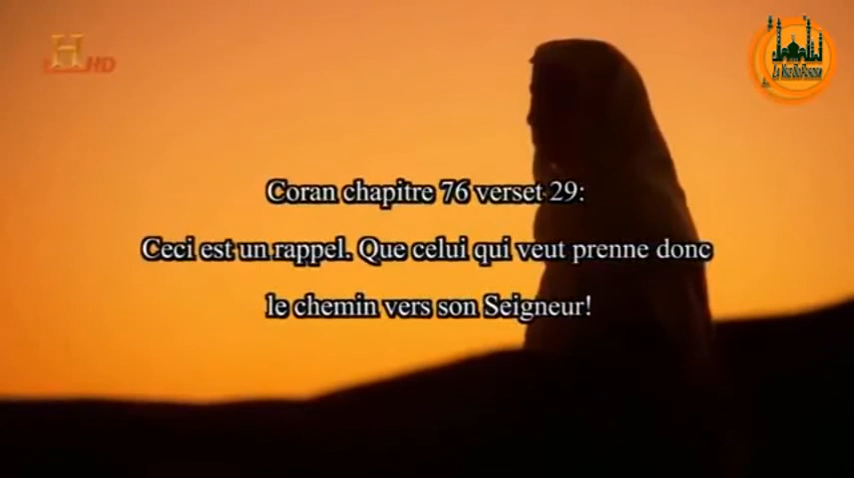 H HD
Coran chapitre 76 verset 29:
Ceci est un rappel. Que celui qui veut prenne donc
le chemin vers son Seigneur!